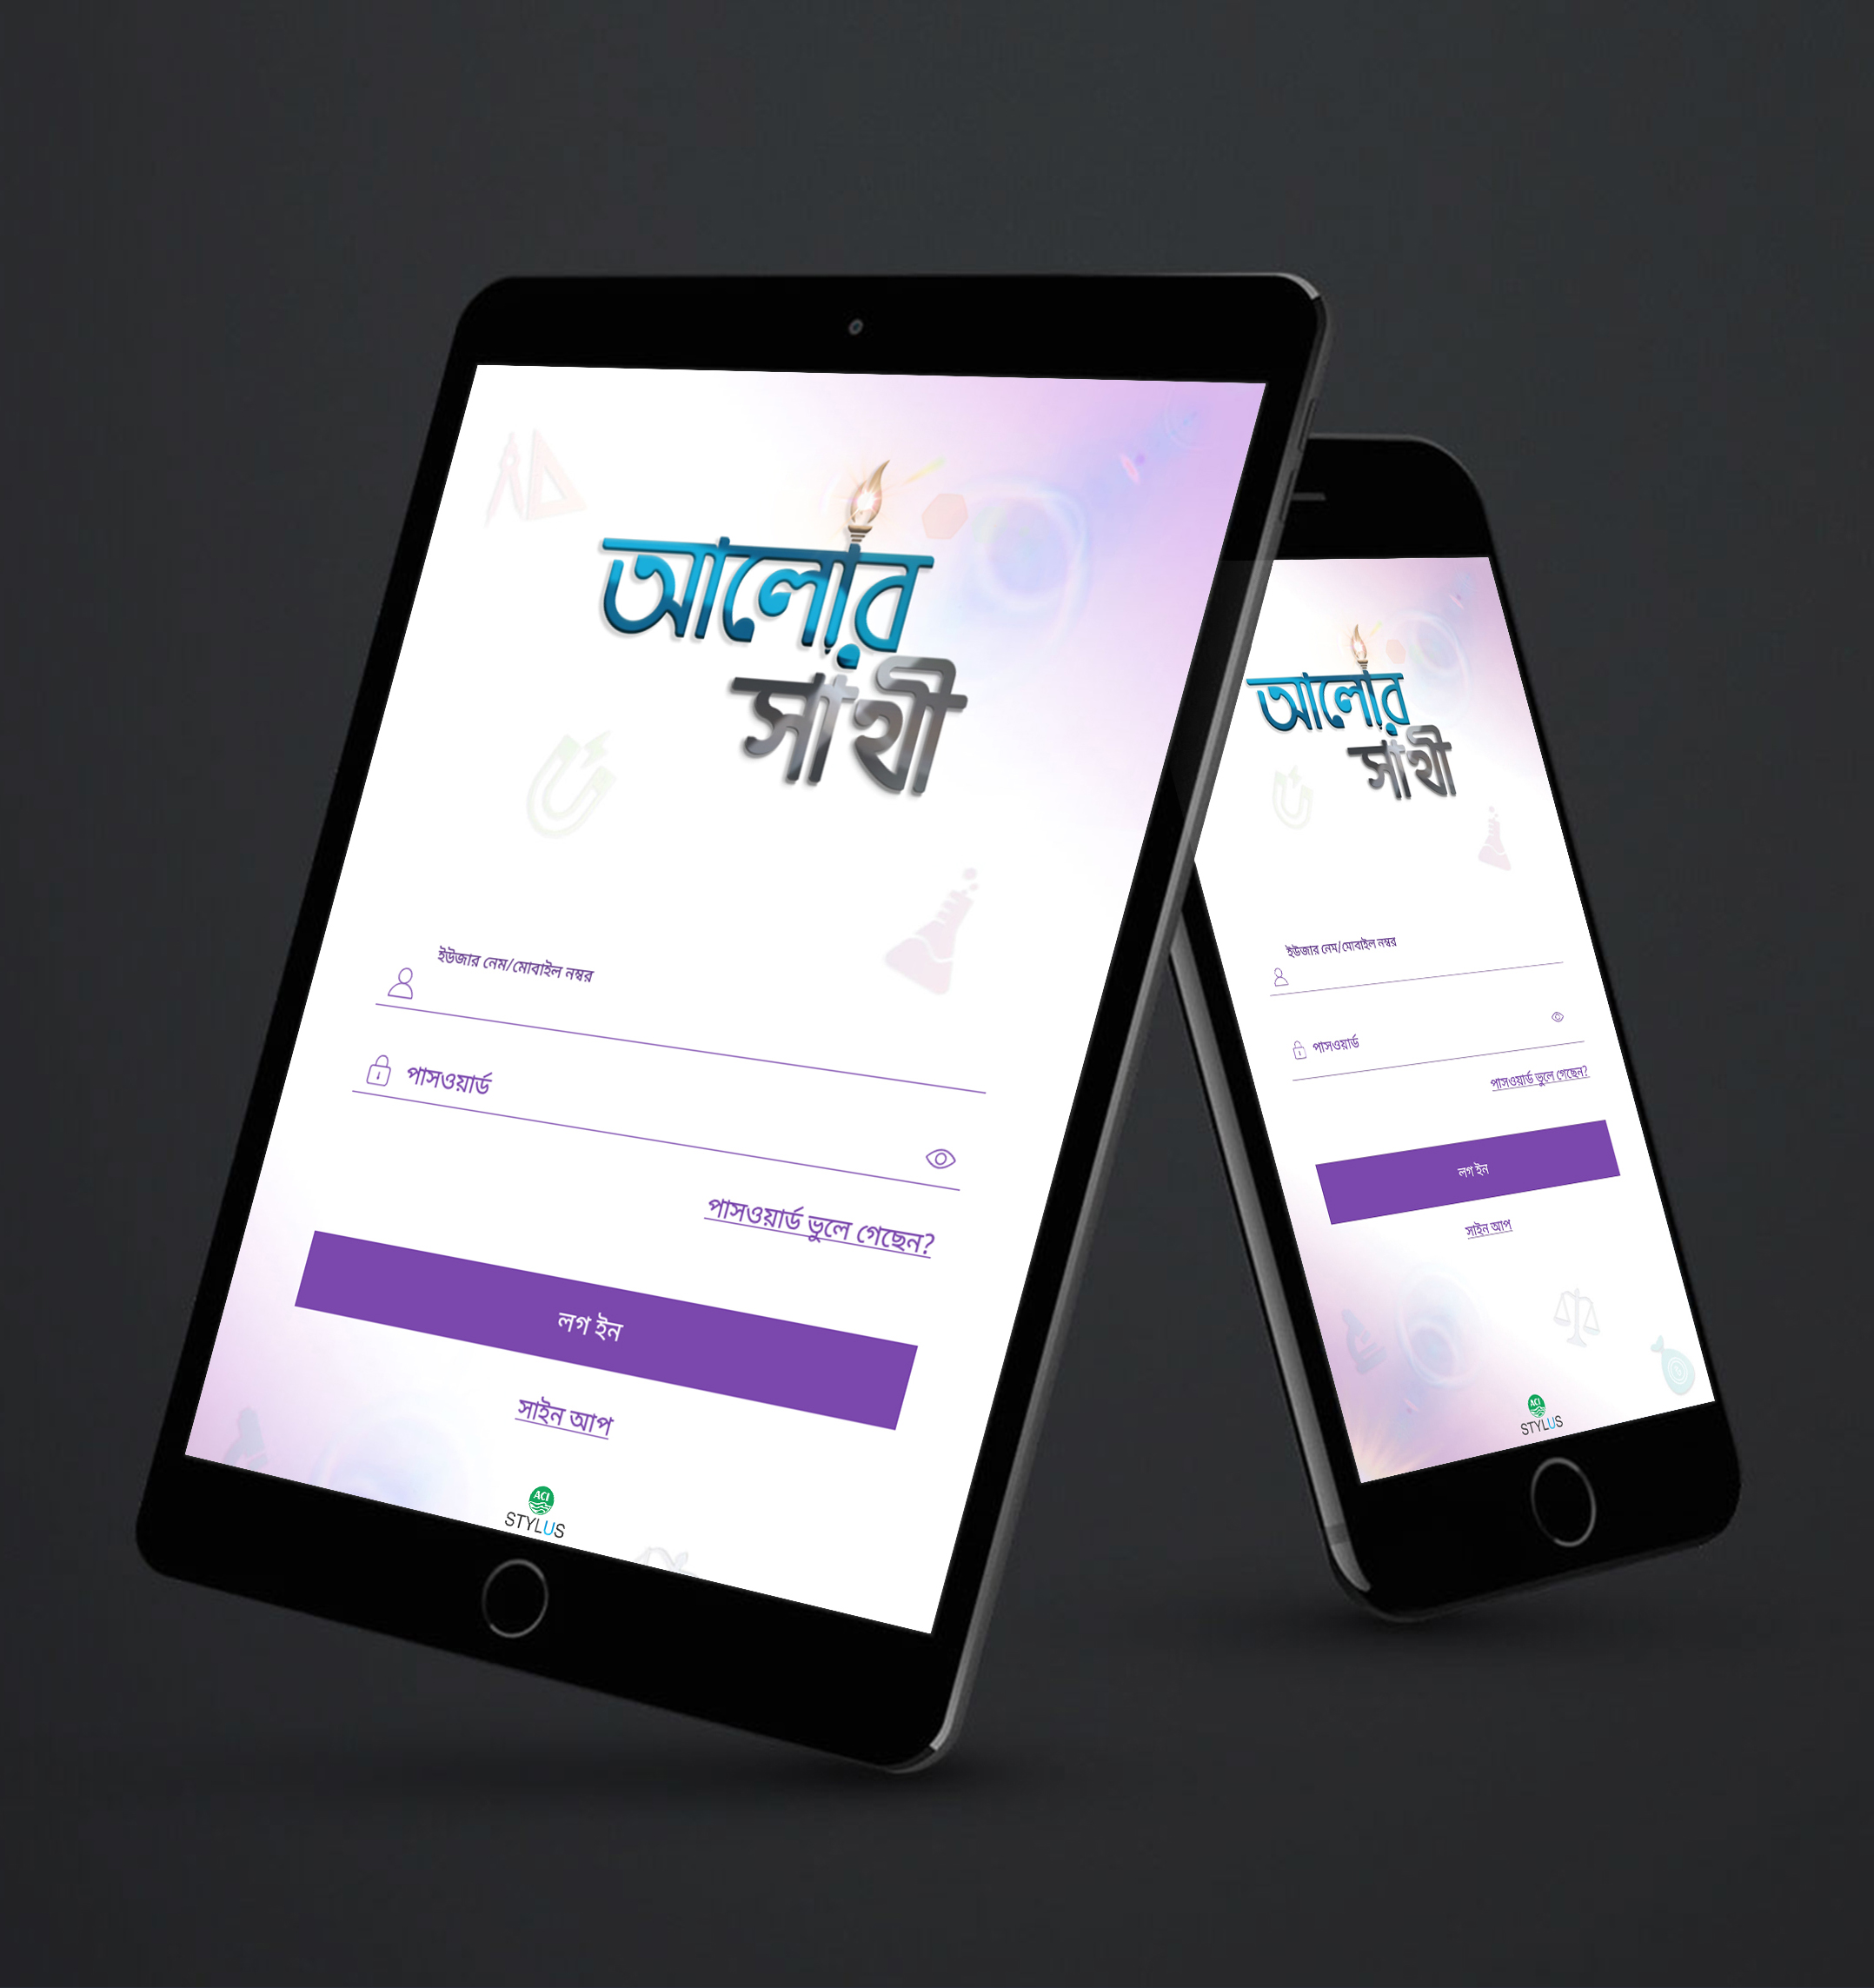 আলোর
সাথী
ইউজার নেম/মোবাইল নম্বর
পাসওয়ার্ড
পাসওয়ার্ড ভুলে গেছেন?
লগ ইন
সাইন আপ
ACI
STYLUS
আলোর
সাথী
ইউজার নেম/মোবাইল নম্বর
পাসওয়ার্ড
পাসওয়ার্ড ভুলে গেছেন?
লগ ইন
সাইন আপ
ACI
STYLUS